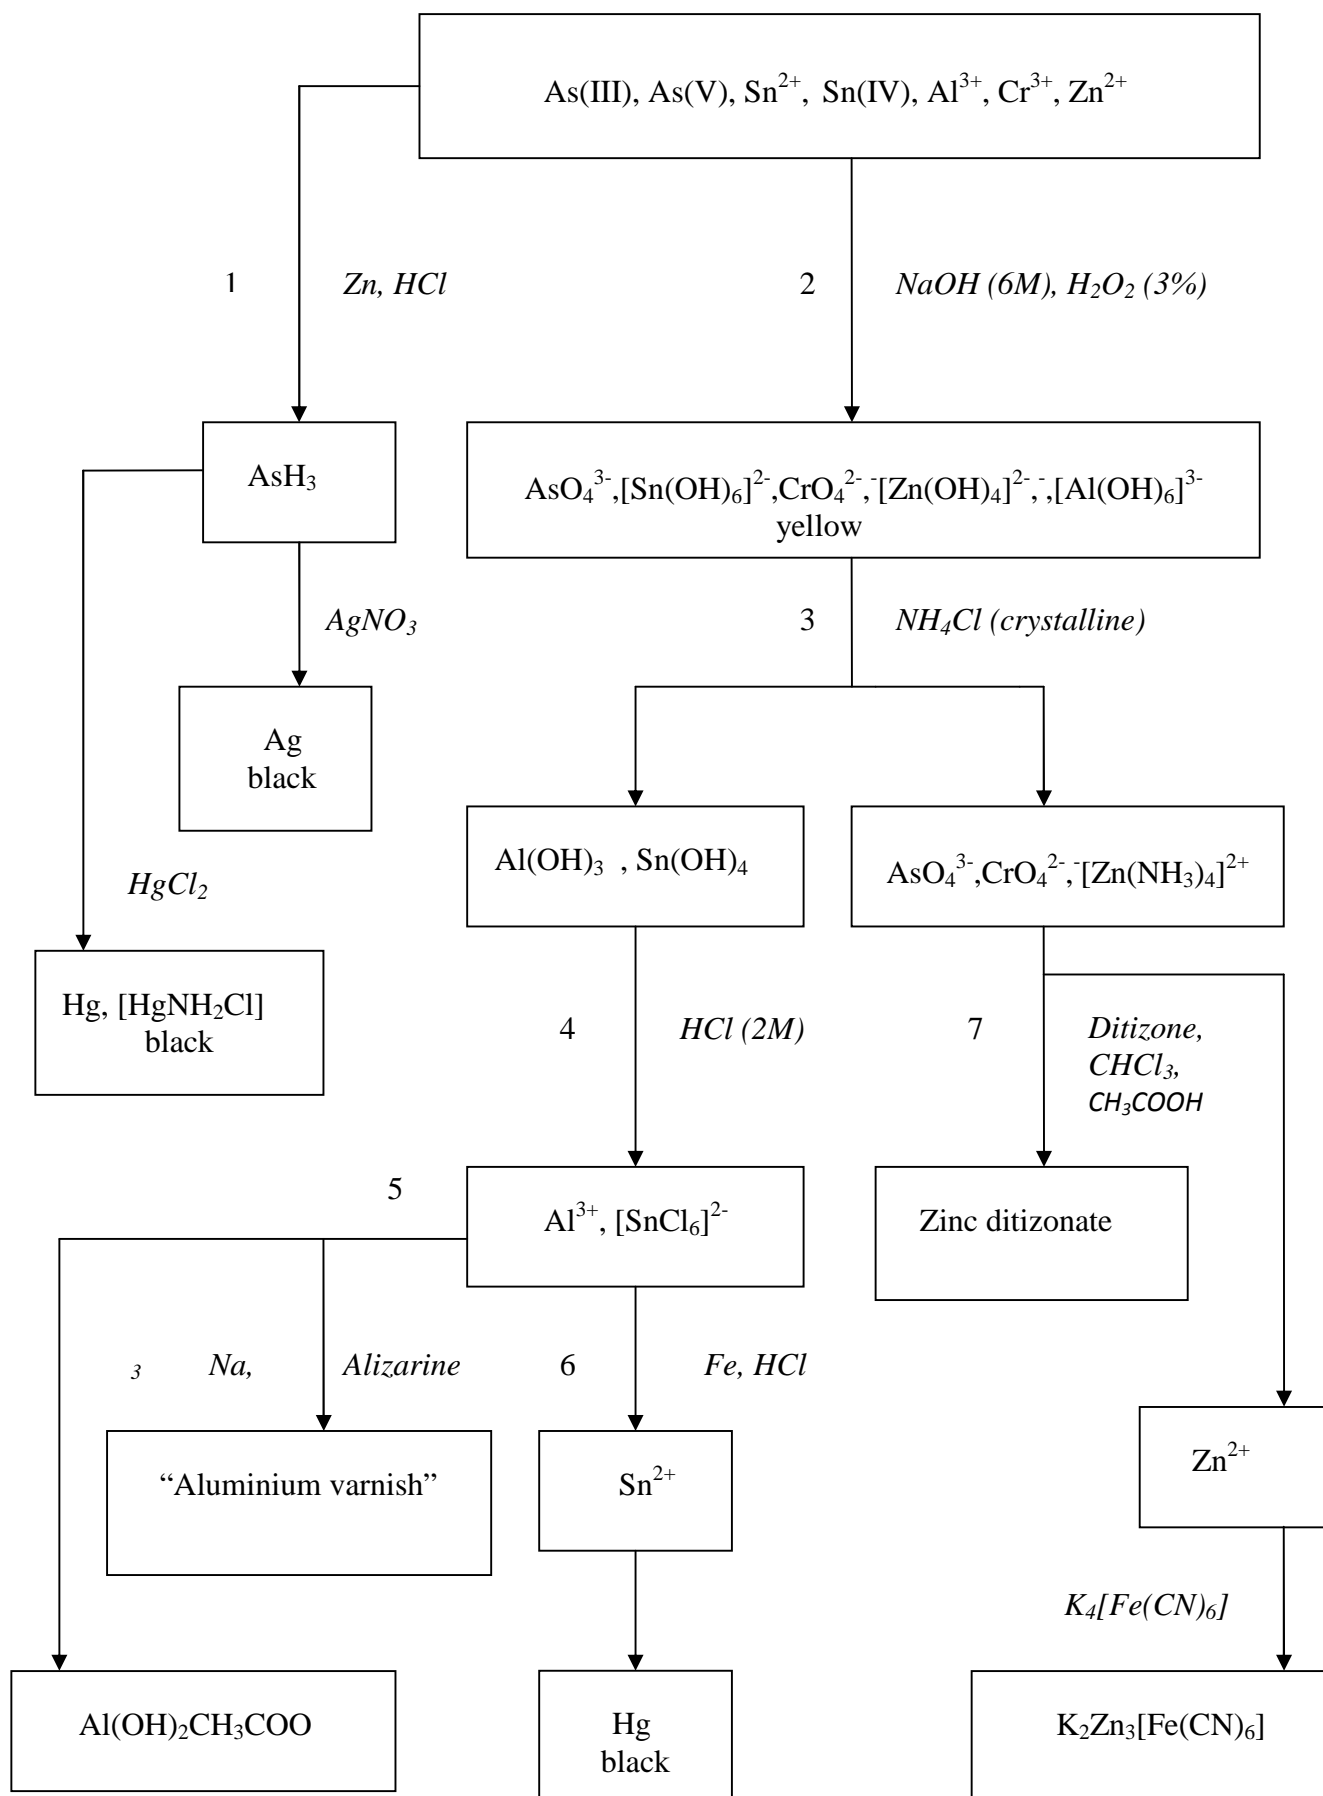 As(III), As(V), Sn²⁺, Sn(IV), Al³⁺, Cr³⁺, Zn²⁺
1
Zn, HCl
2
NaOH (6M), H₂O₂ (3%)
AsH₃
AsO₄³⁻,[Sn(OH)₆]²⁻,CrO₄²⁻,⁻[Zn(OH)₄]²⁻,⁻,[Al(OH)₆]³⁻
yellow
AgNO₃
3
NH₄Cl (crystalline)
Ag
black
HgCl₂
Al(OH)₃ , Sn(OH)₄
AsO₄³⁻,CrO₄²⁻,⁻[Zn(NH₃)₄]²⁺
Hg, [HgNH₂Cl]
black
4
HCl (2M)
7
Ditizone,
CHCl₃,
CH₃COOH
5
Al³⁺, [SnCl₆]²⁻
Zinc ditizonate
₃ Na,
Alizarine
6
Fe, HCl
“Aluminium varnish”
Sn²⁺
Zn²⁺
K₄[Fe(CN)₆]
Al(OH)₂CH₃COO
Hg
black
K₂Zn₃[Fe(CN)₆]